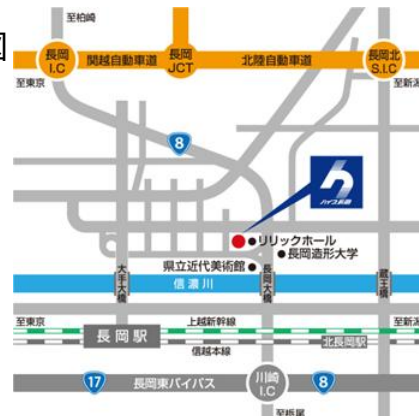 至柏崎
図
長岡
I.C
関越自動車道
長岡
JCT
北陸自動車道
長岡北
S.I.C
至東京
至新潟
8
ハイブ長岡
リリックホール
長岡造形大学
県立近代美術館
大手大橋
長岡大橋
蔵王橋
信濃川
至東京
上越新幹線
至新潟
長岡駅
北長岡駅
信越本線
17
長岡東バイパス
川崎
I.C
8
至栃尾